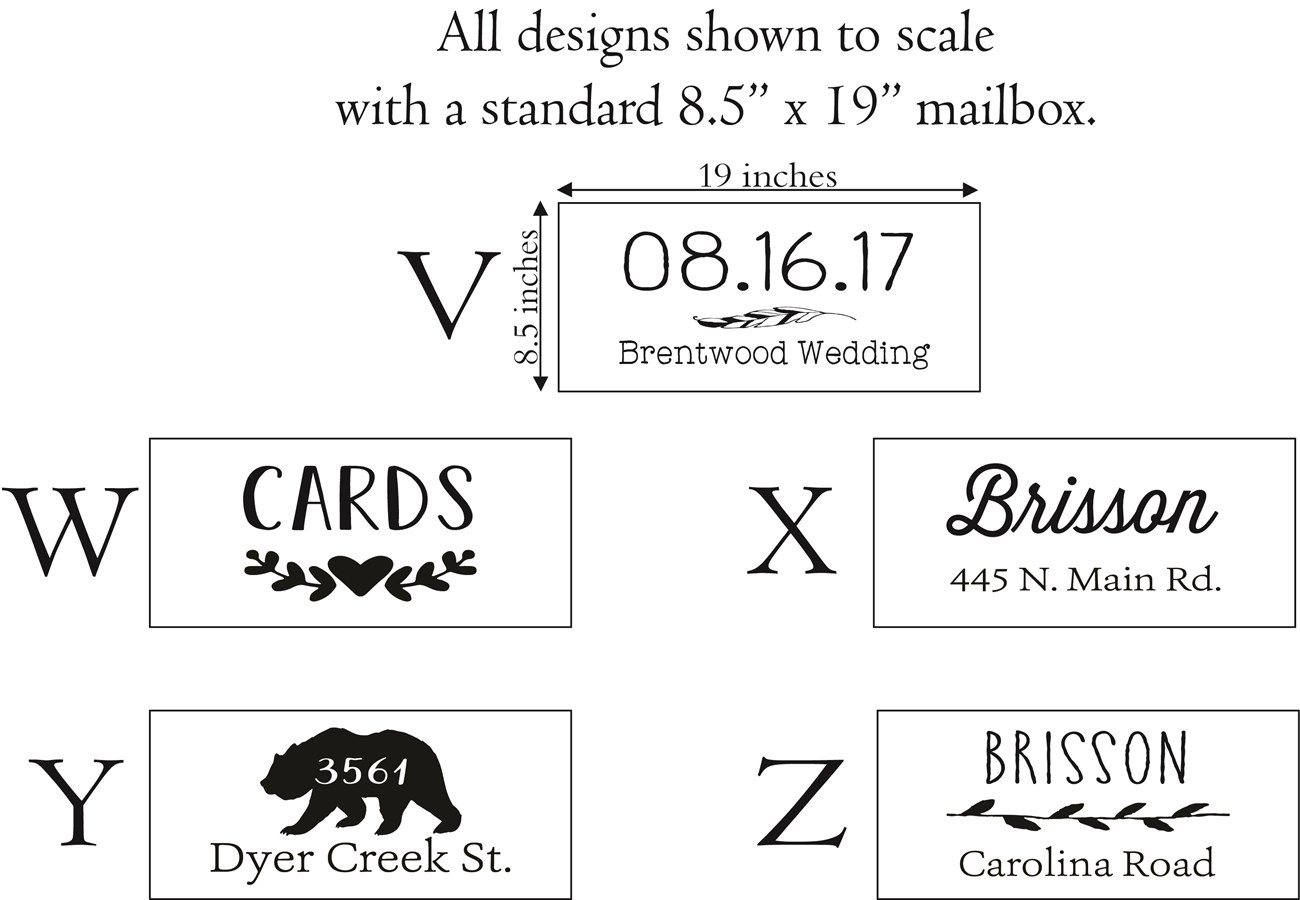 All designs shown to scale
with a standard 8.5” x 19” mailbox.
19 inches
8.5 inches
V
08.16.17
Brentwood Wedding
W
CARDS
X
Brisson
445 N. Main Rd.
Y
3561
Dyer Creek St.
Z
BRISSON
Carolina Road